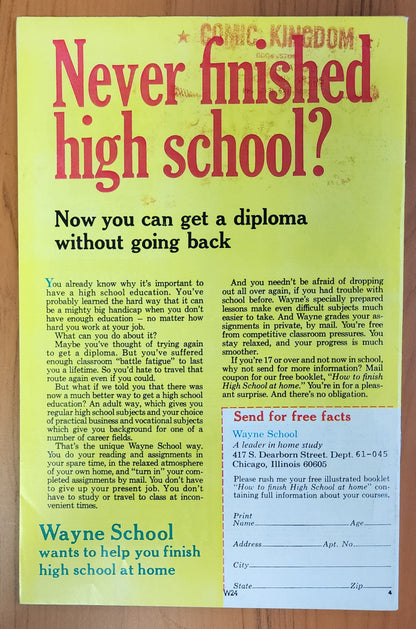 ★ COMIC KINGDOM
Never finished
high school?
Now you can get a diploma
without going back
You already know why it's important to
have a high school education. You've
probably learned the hard way that it can
be a mighty big handicap when you don't
have enough education – no matter how
hard you work at your job.
What can you do about it?
Maybe you've thought of trying again
to get a diploma. But you've suffered
enough classroom "battle fatigue" to last
you a lifetime. So you'd hate to travel that
route again even if you could.
But what if we told you that there was
now a much better way to get a high school
education? An adult way, which gives you
regular high school subjects and your choice
of practical business and vocational subjects
which give you background for one of a
number of career fields.
That's the unique Wayne School way.
You do your reading and assignments in
your spare time, in the relaxed atmosphere
of your own home, and "turn in" your com-
pleted assignments by mail. You don't have
to give up your present job. You don't
have to study or travel to class at incon-
venient times.
Wayne School
wants to help you finish
high school at home
And you needn't be afraid of dropping
out all over again, if you had trouble with
school before. Wayne's specially prepared
lessons make even difficult subjects much
easier to take. And Wayne grades your as-
signments in private, by mail. You're free
from competitive classroom pressures. You
stay relaxed, and your progress is much
smoother.
If you're 17 or over and not now in school,
why not send for more information? Mail
coupon for our free booklet, "How to finish
High School at home." You're in for a pleas-
ant surprise. And there's no obligation.
Send for free facts
Wayne School
A leader in home study
417 S. Dearborn Street. Dept. 61-045
Chicago, Illinois 60605
Please rush me your free illustrated booklet
"How to finish High School at home" con-
taining full information about your courses.
Print
Name Age
Address Apt. No.
City
State Zip
W24 4